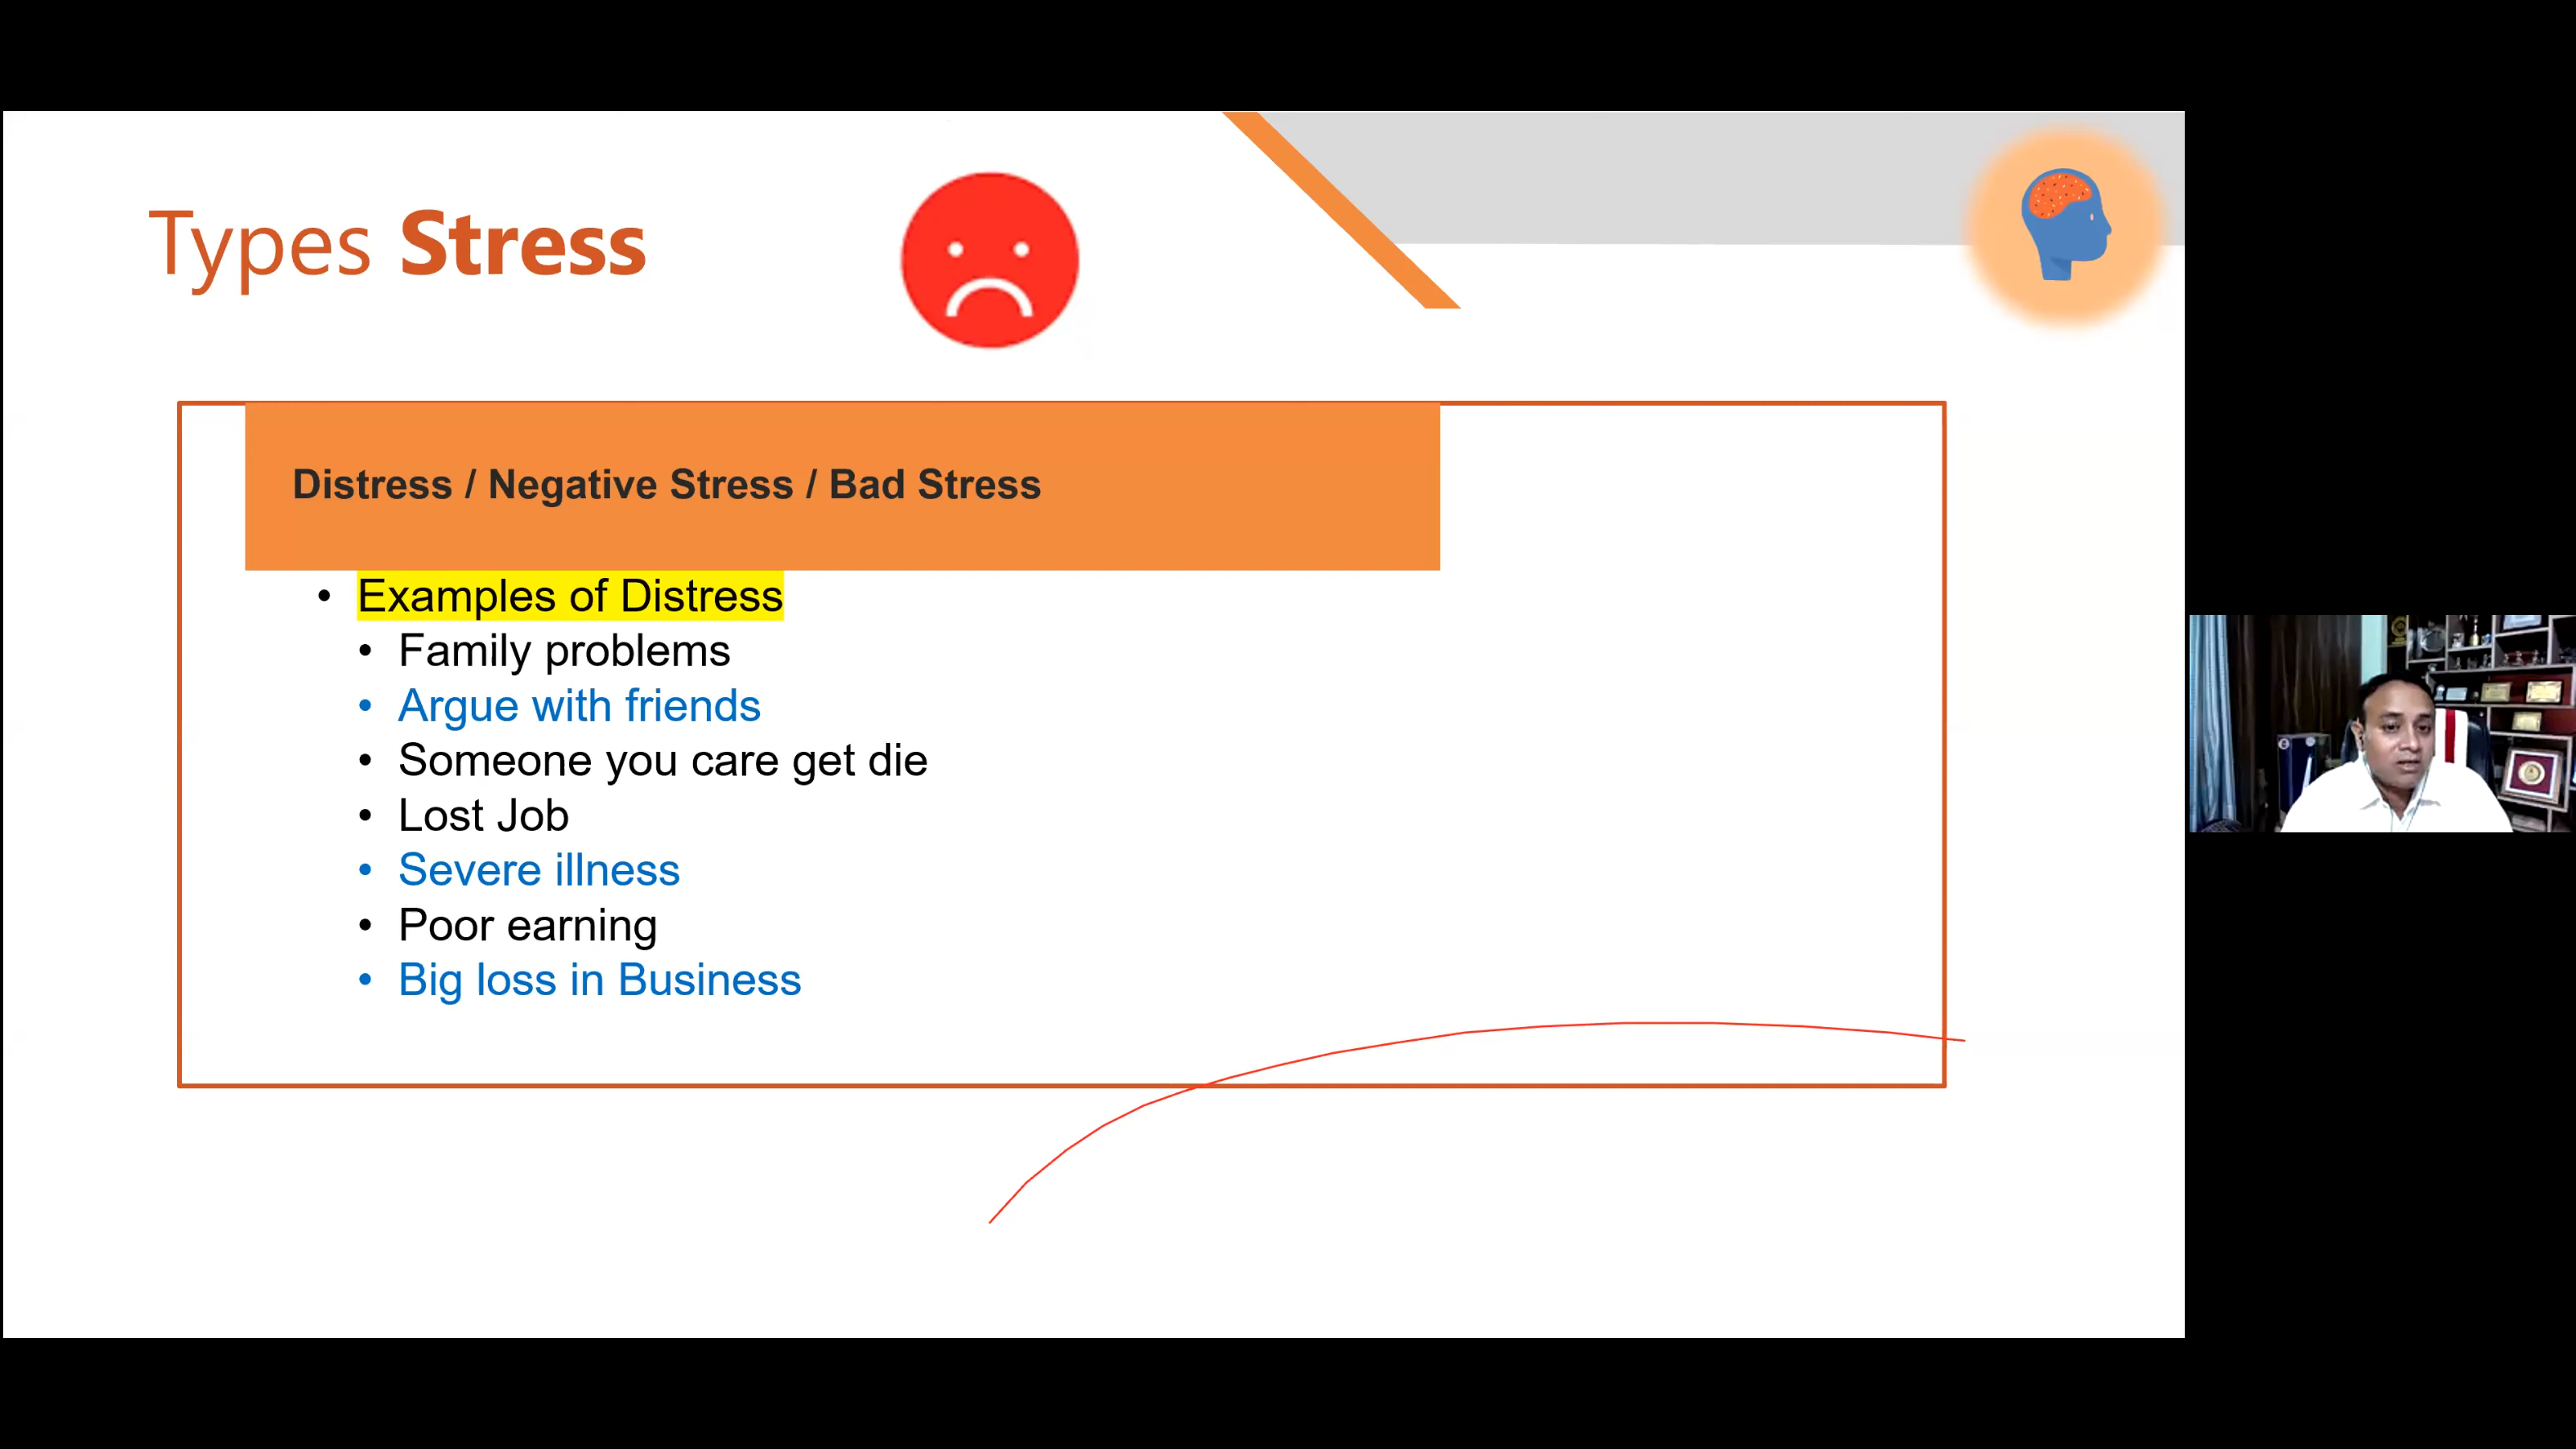 Types Stress
Distress / Negative Stress / Bad Stress
• Examples of Distress
• Family problems
• Argue with friends
• Someone you care get die
• Lost Job
• Severe illness
• Poor earning
• Big loss in Business